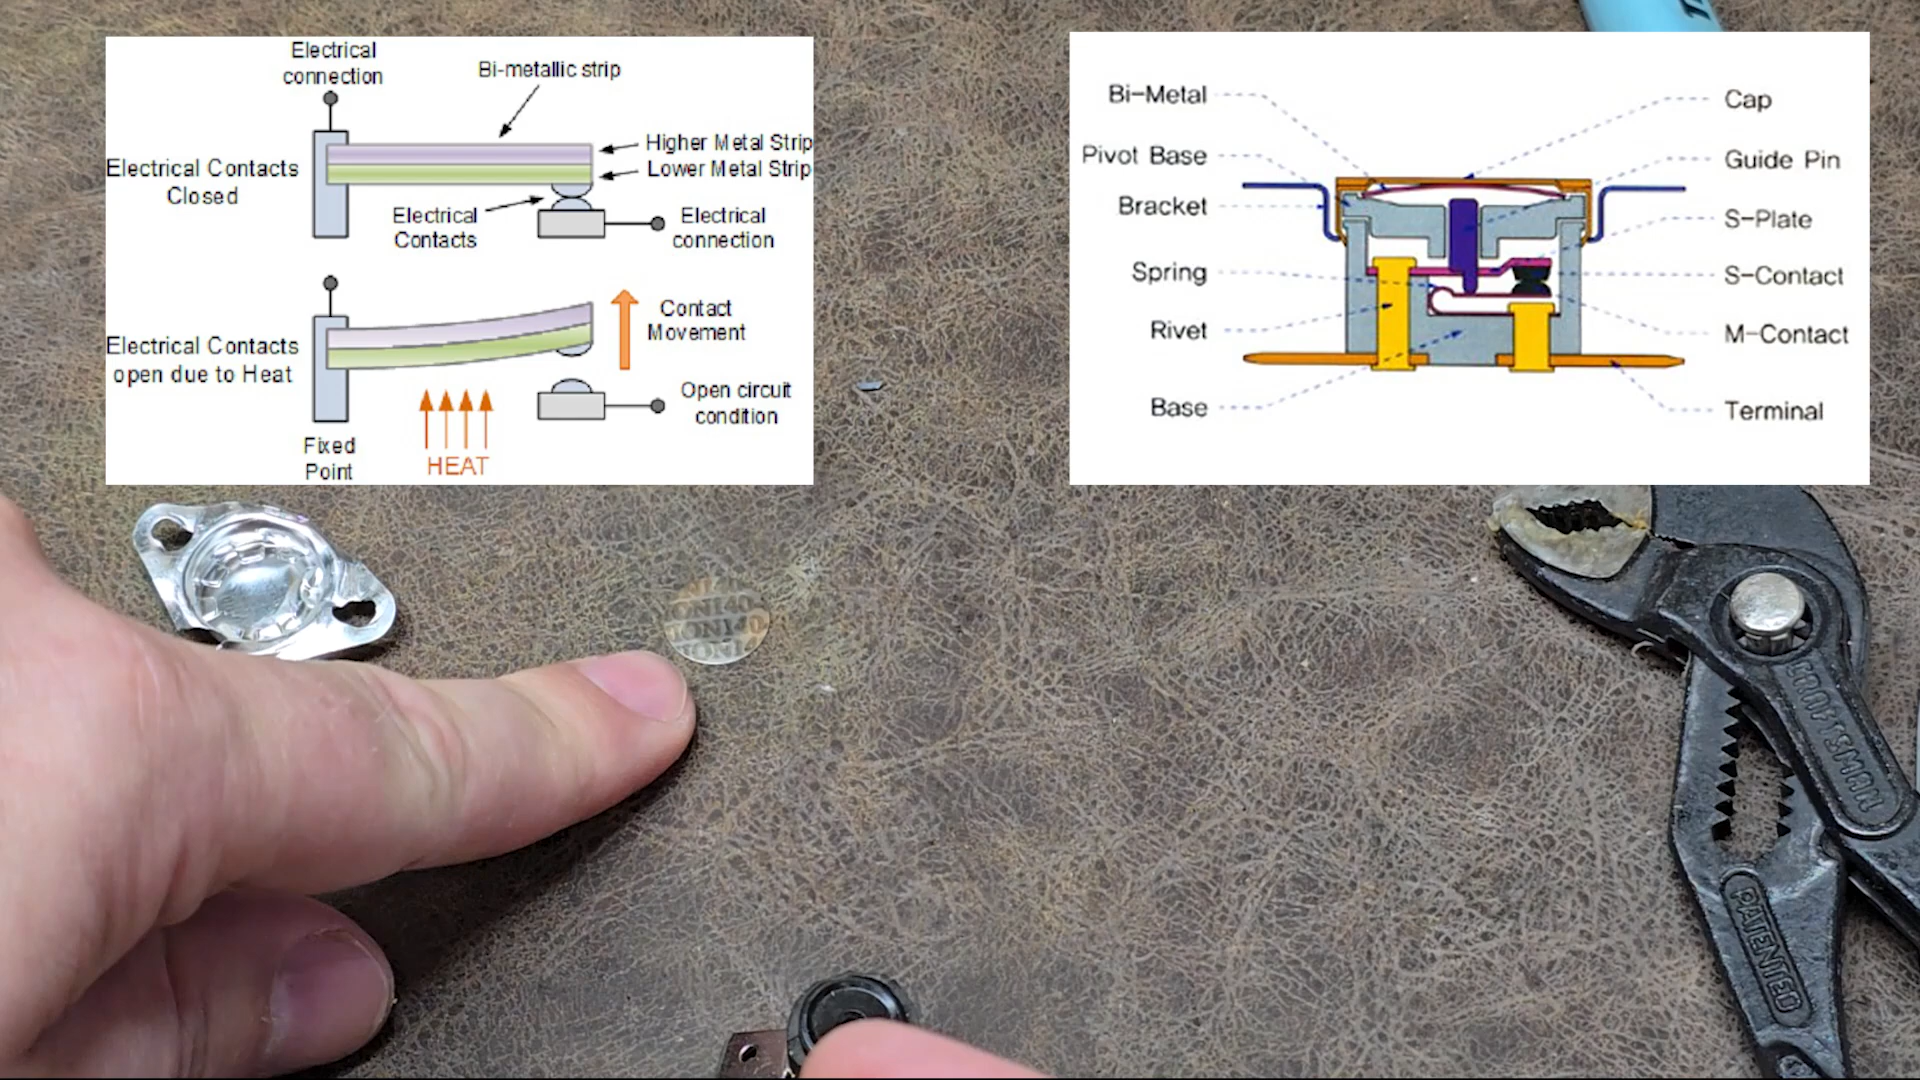 Electrical
connection
Bi-metallic strip
Higher Metal Strip
Lower Metal Strip
Electrical Contacts
Closed
Electrical
Contacts
Electrical
connection
Electrical Contacts
open due to Heat
Contact
Movement
Open circuit
condition
Fixed
Point
HEAT
Bi-Metal
Pivot Base
Bracket
Spring
Rivet
Base
Cap
Guide Pin
S-Plate
S-Contact
M-Contact
Terminal
CRAFTSMAN
PATENTED